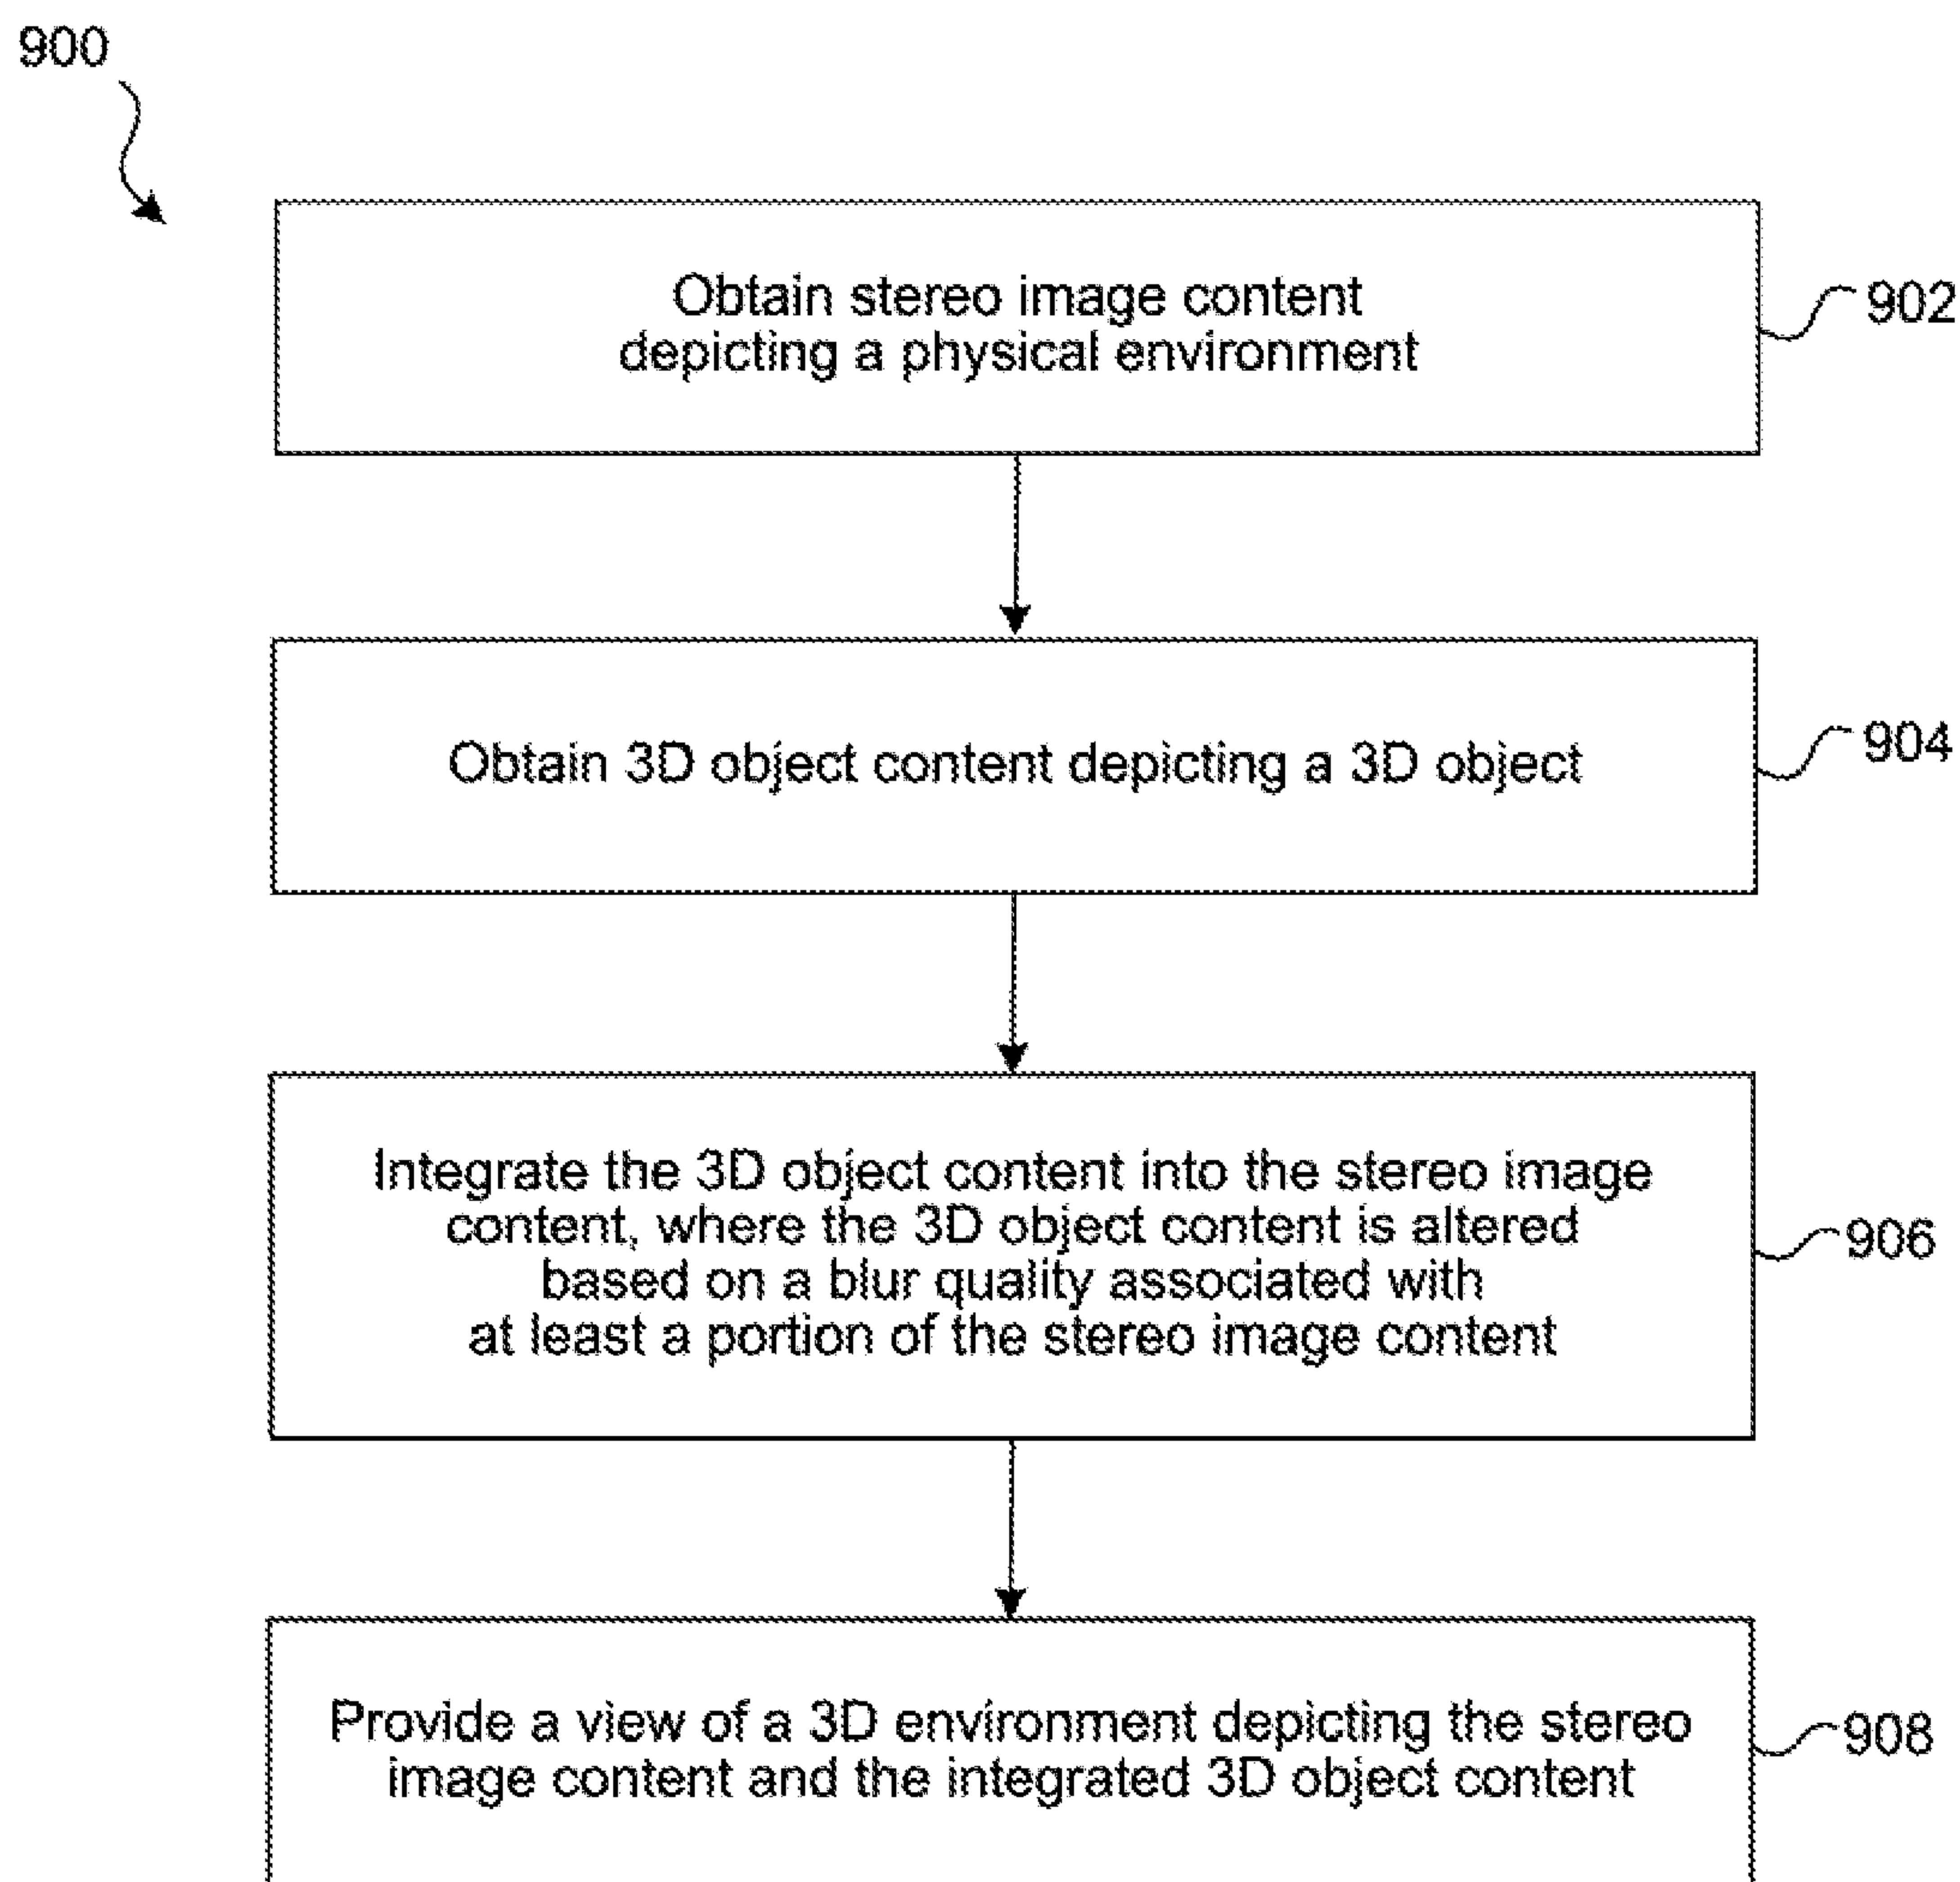 900
Obtain stereo image content
depicting a physical environment
902
Obtain 3D object content depicting a 3D object
904
Integrate the 3D object content into the stereo image
content, where the 3D object content is altered
based on a blur quality associated with
at least a portion of the stereo image content
906
Provide a view of a 3D environment depicting the stereo
image content and the integrated 3D object content
908